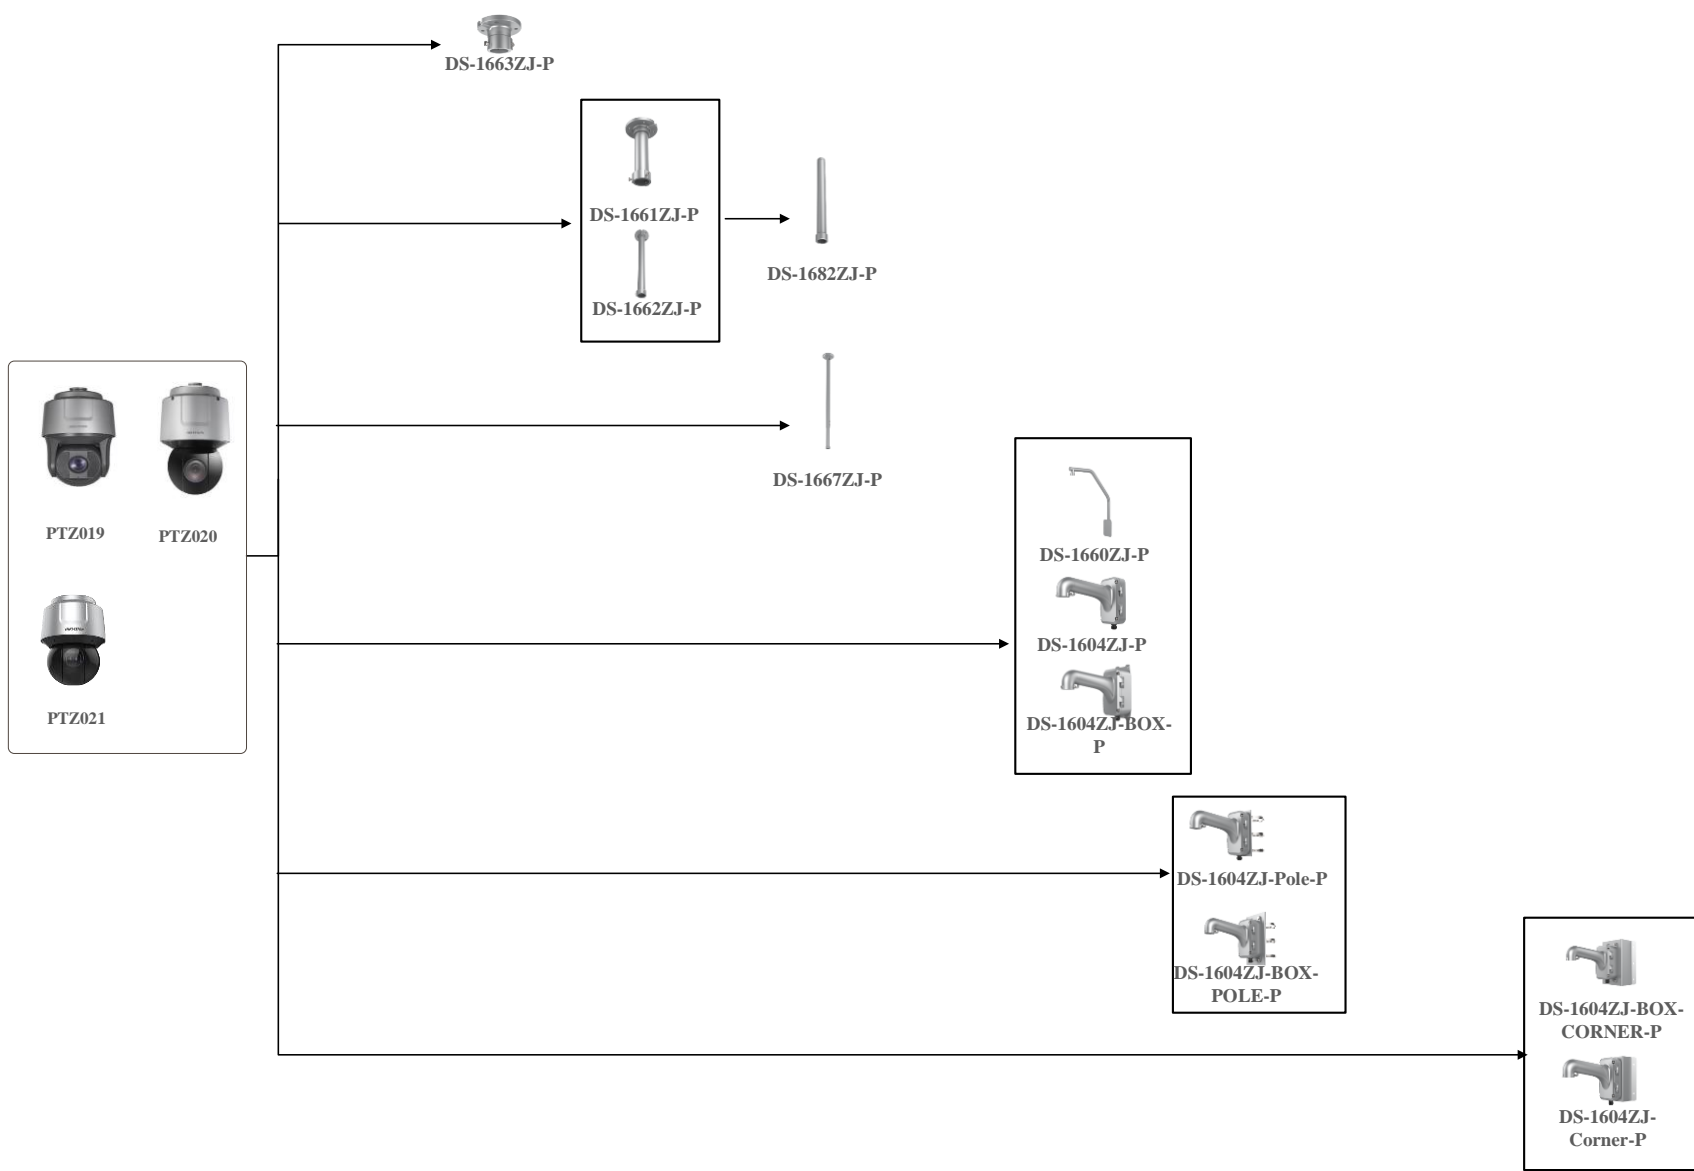 DS-1663ZJ-P
DS-1661ZJ-P
DS-1662ZJ-P
DS-1682ZJ-P
DS-1667ZJ-P
PTZ019
PTZ020
PTZ021
DS-1660ZJ-P
DS-1604ZJ-P
DS-1604ZJ-BOX-
P
DS-1604ZJ-Pole-P
DS-1604ZJ-BOX-
POLE-P
DS-1604ZJ-BOX-
CORNER-P
DS-1604ZJ-
Corner-P